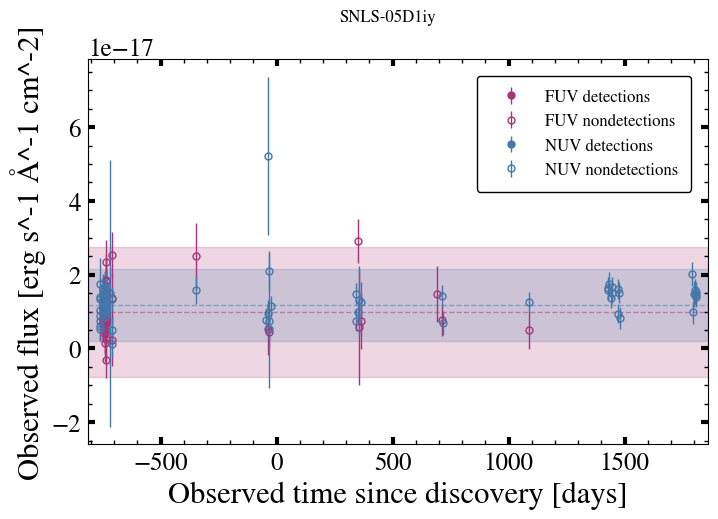 SNLS-05D1iy
1e−17
Observed flux [erg s^-1 Å^-1 cm^-2]
6
4
2
0
−2
FUV detections
FUV nondetections
NUV detections
NUV nondetections
−500 0 500 1000 1500
Observed time since discovery [days]